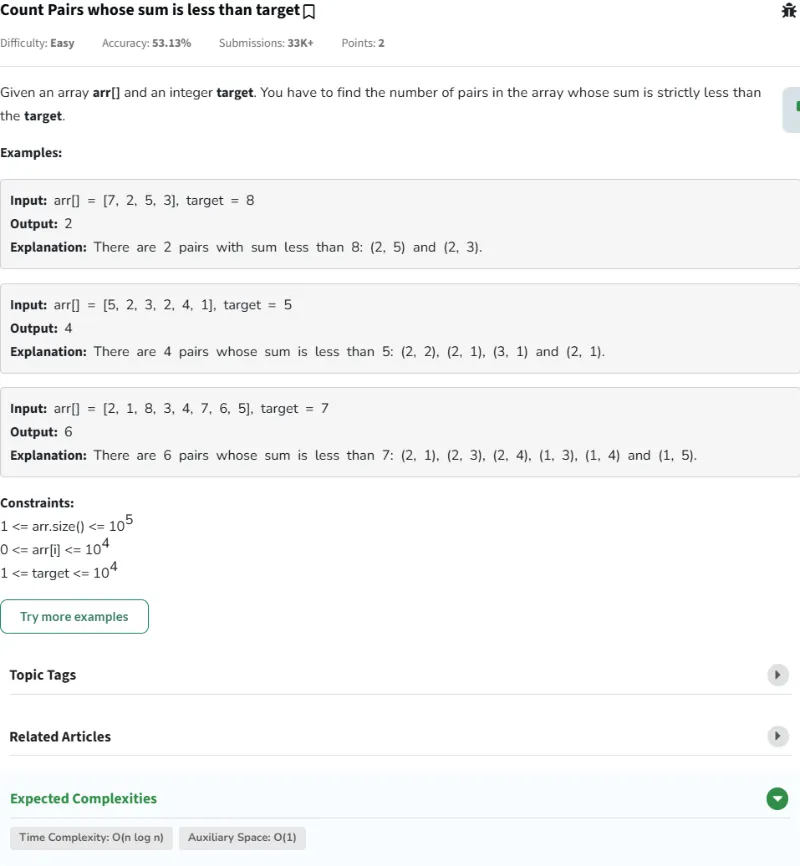 Count Pairs whose sum is less than target
Difficulty: Easy Accuracy: 53.13% Submissions: 33K+ Points: 2
Given an array arr[] and an integer target. You have to find the number of pairs in the array whose sum is strictly less than
the target.
Examples:
Input: arr[] = [7, 2, 5, 3], target = 8
Output: 2
Explanation: There are 2 pairs with sum less than 8: (2, 5) and (2, 3).
Input: arr[] = [5, 2, 3, 2, 4, 1], target = 5
Output: 4
Explanation: There are 4 pairs whose sum is less than 5: (2, 2), (2, 1), (3, 1) and (2, 1).
Input: arr[] = [2, 1, 8, 3, 4, 7, 6, 5], target = 7
Output: 6
Explanation: There are 6 pairs whose sum is less than 7: (2, 1), (2, 3), (2, 4), (1, 3), (1, 4) and (1, 5).
Constraints:
1 <= arr.size() <= 10^5
0 <= arr[i] <= 10^4
1 <= target <= 10^4
Try more examples
Topic Tags
Related Articles
Expected Complexities
Time Complexity: O(n log n) Auxiliary Space: O(1)